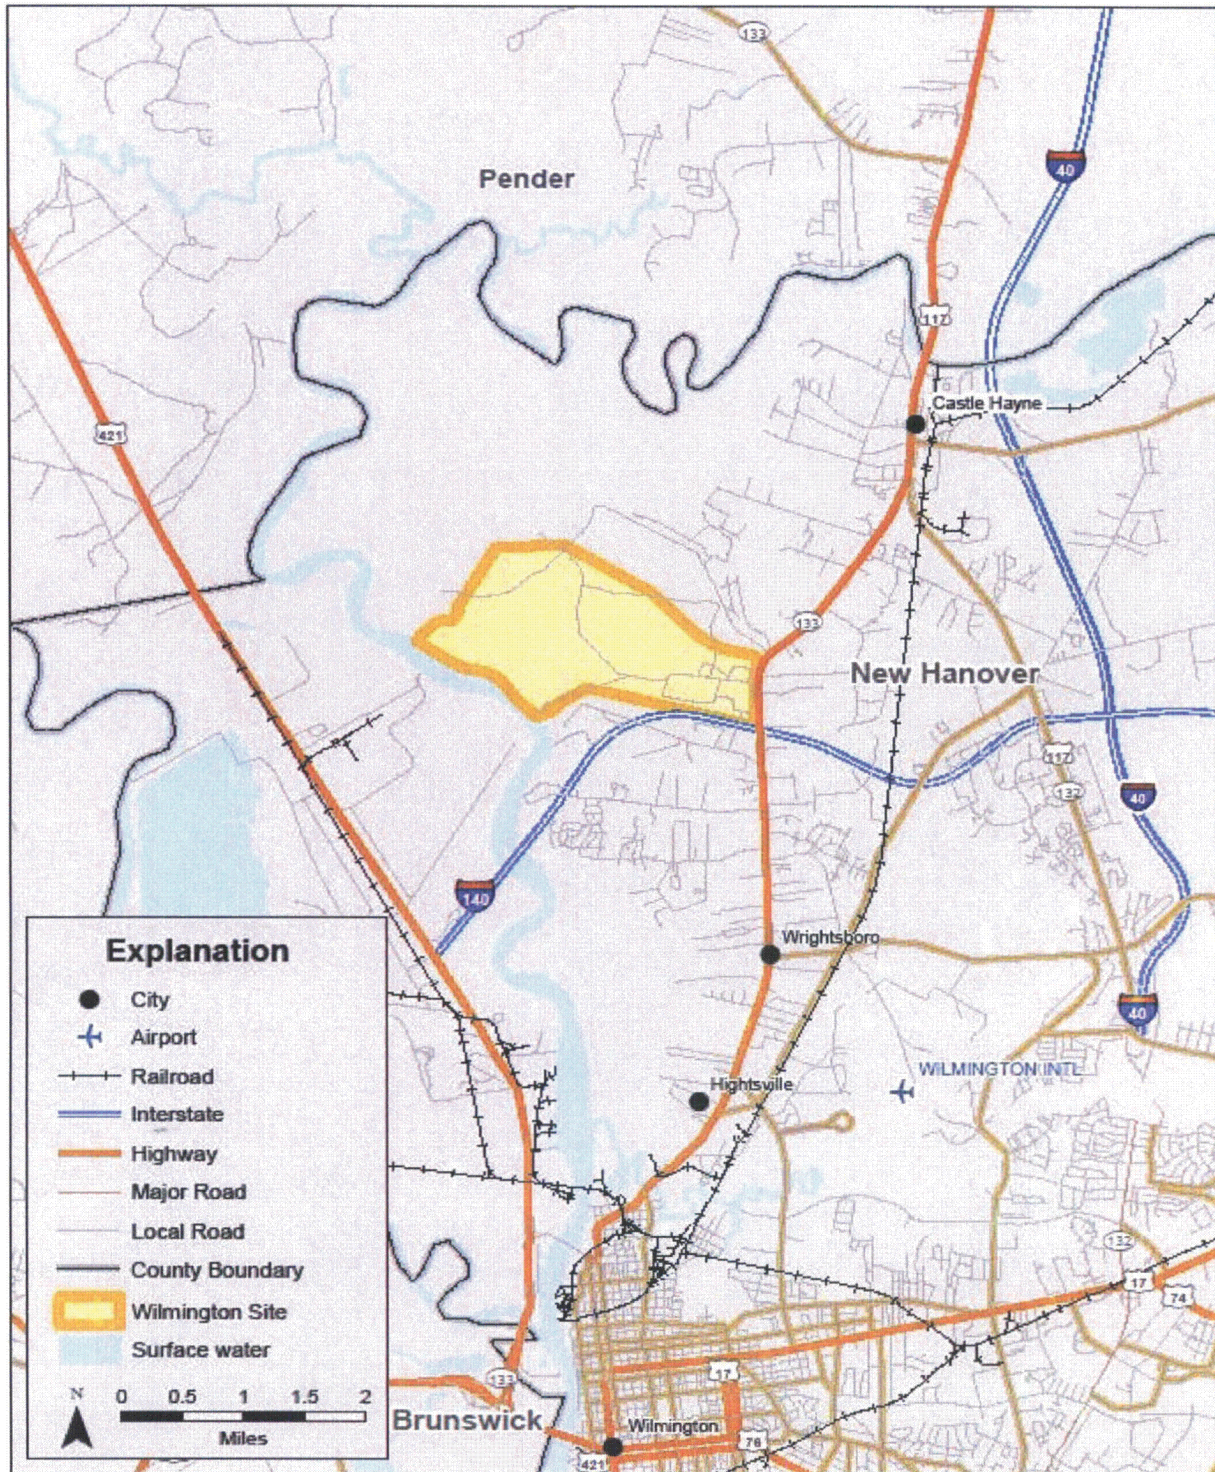 133
40
Pender
117
Castle Hayne
421
133
New Hanover
117
132
40
140
Wrightsboro
40
WILMINGTON INTL
Hightsville
132
17
74
133
17
Brunswick
Wilmington
76
421
Explanation
City
Airport
Railroad
Interstate
Highway
Major Road
Local Road
County Boundary
Wilmington Site
Surface water
N
0 0.5 1 1.5 2
Miles